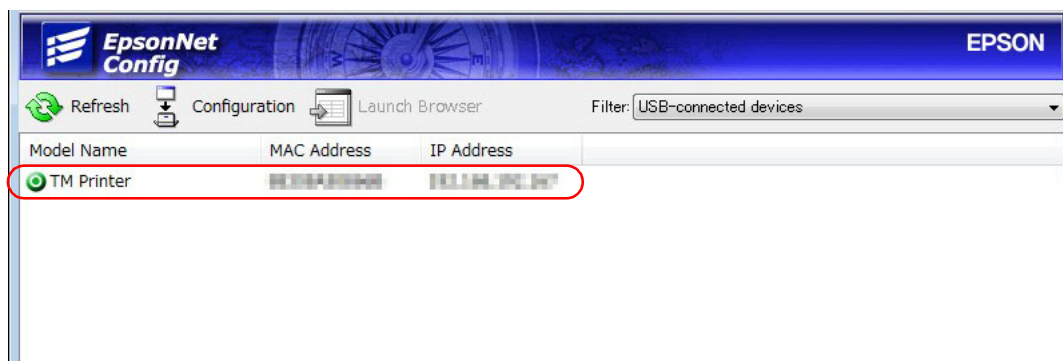 EpsonNet
Config
EPSON
Refresh Configuration Launch Browser Filter: USB-connected devices
Model Name MAC Address IP Address
TM Printer